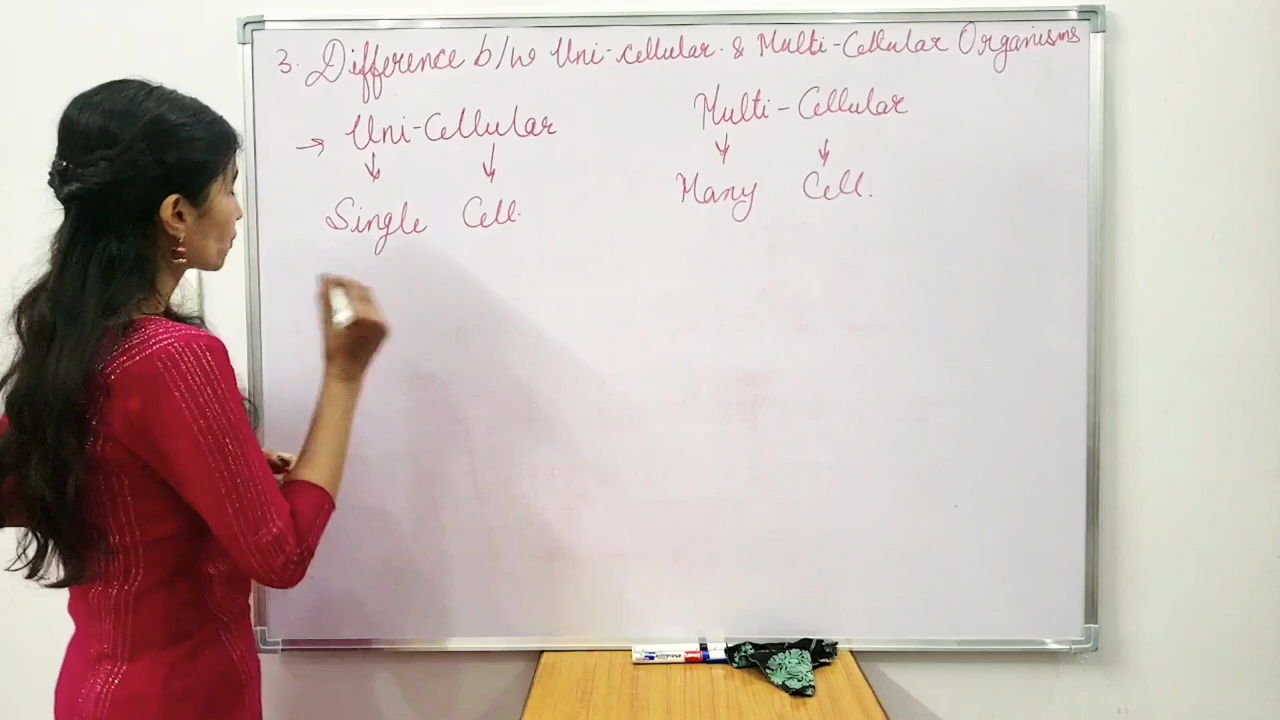 3. Difference b/w Uni-cellular & Multi-Cellular Organisms
→ Uni-Cellular
Multi-Cellular
Single Cell.
Many Cell.